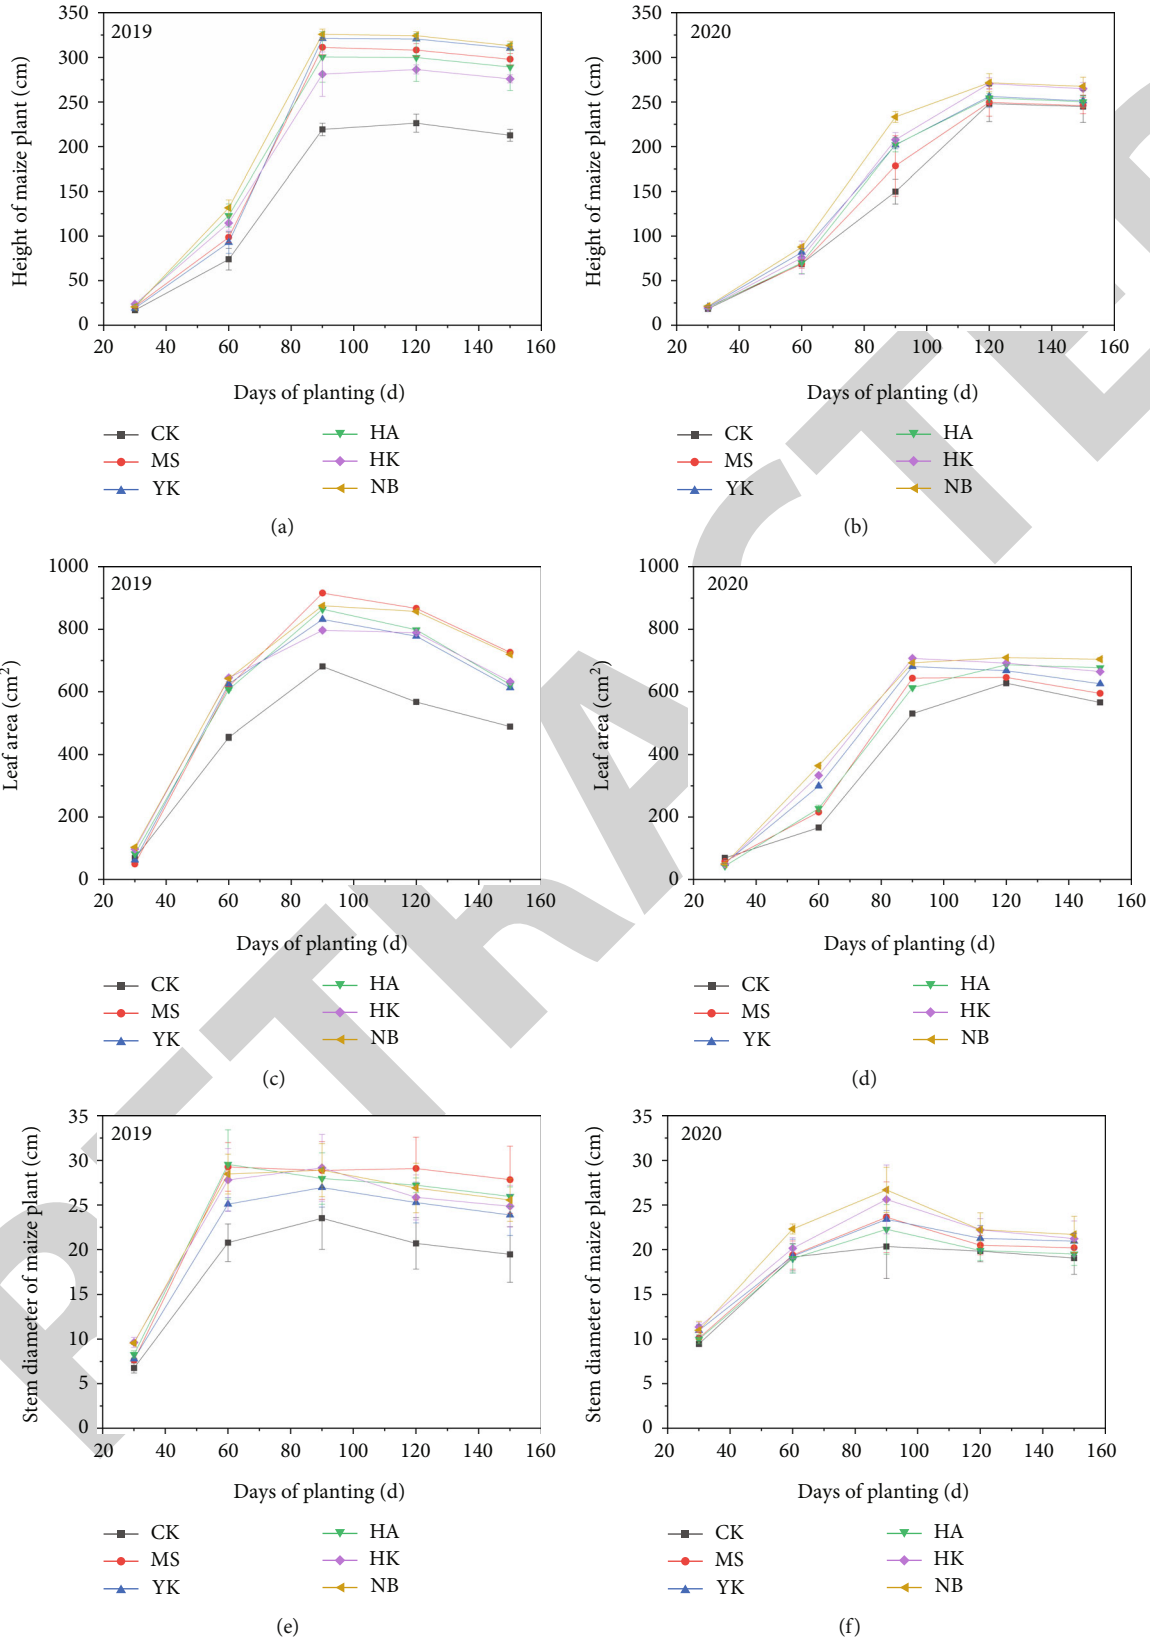 350
300
250
200
150
100
50
0
Height of maize plant (cm)
2019
20 40 60 80 100 120 140 160
Days of planting (d)
CK
MS
YK
HA
HK
NB
(a)
350
300
250
200
150
100
50
0
Height of maize plant (cm)
2020
20 40 60 80 100 120 140 160
Days of planting (d)
CK
MS
YK
HA
HK
NB
(b)
1000
800
600
400
200
0
Leaf area (cm²)
2019
20 40 60 80 100 120 140 160
Days of planting (d)
CK
MS
YK
HA
HK
NB
(c)
1000
800
600
400
200
0
Leaf area (cm²)
2020
20 40 60 80 100 120 140 160
Days of planting (d)
CK
MS
YK
HA
HK
NB
(d)
35
30
25
20
15
10
5
0
Stem diameter of maize plant (cm)
2019
20 40 60 80 100 120 140 160
Days of planting (d)
CK
MS
YK
HA
HK
NB
(e)
35
30
25
20
15
10
5
0
Stem diameter of maize plant (cm)
2020
20 40 60 80 100 120 140 160
Days of planting (d)
CK
MS
YK
HA
HK
NB
(f)